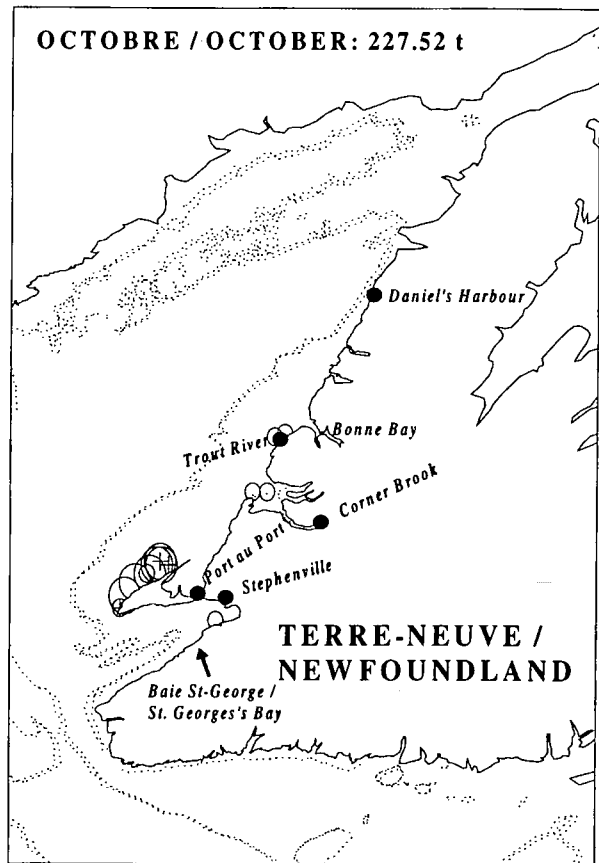 OCTOBRE / OCTOBER: 227.52 t
Daniel's Harbour
Bonne Bay
Trout River
Corner Brook
Port au Port
Stephenville
TERRE-NEUVE /
NEWFOUNDLAND
Baie St-George /
St. Georges's Bay